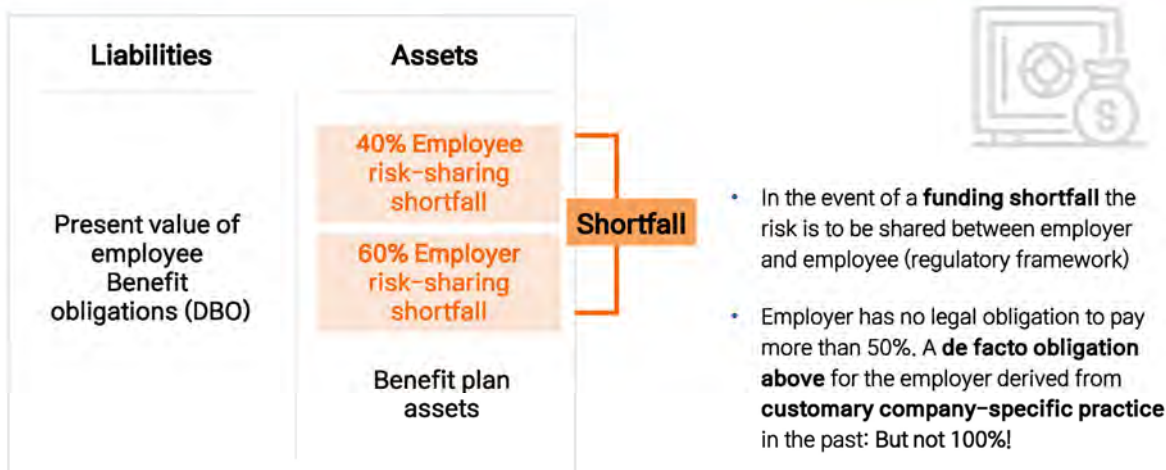 Liabilities
Assets
Present value of
employee
Benefit
obligations (DBO)
40% Employee
risk-sharing
shortfall
60% Employer
risk-sharing
shortfall
Benefit plan
assets
Shortfall
$
• In the event of a funding shortfall the
risk is to be shared between employer
and employee (regulatory framework)
• Employer has no legal obligation to pay
more than 50%. A de facto obligation
above for the employer derived from
customary company-specific practice
in the past: But not 100%!